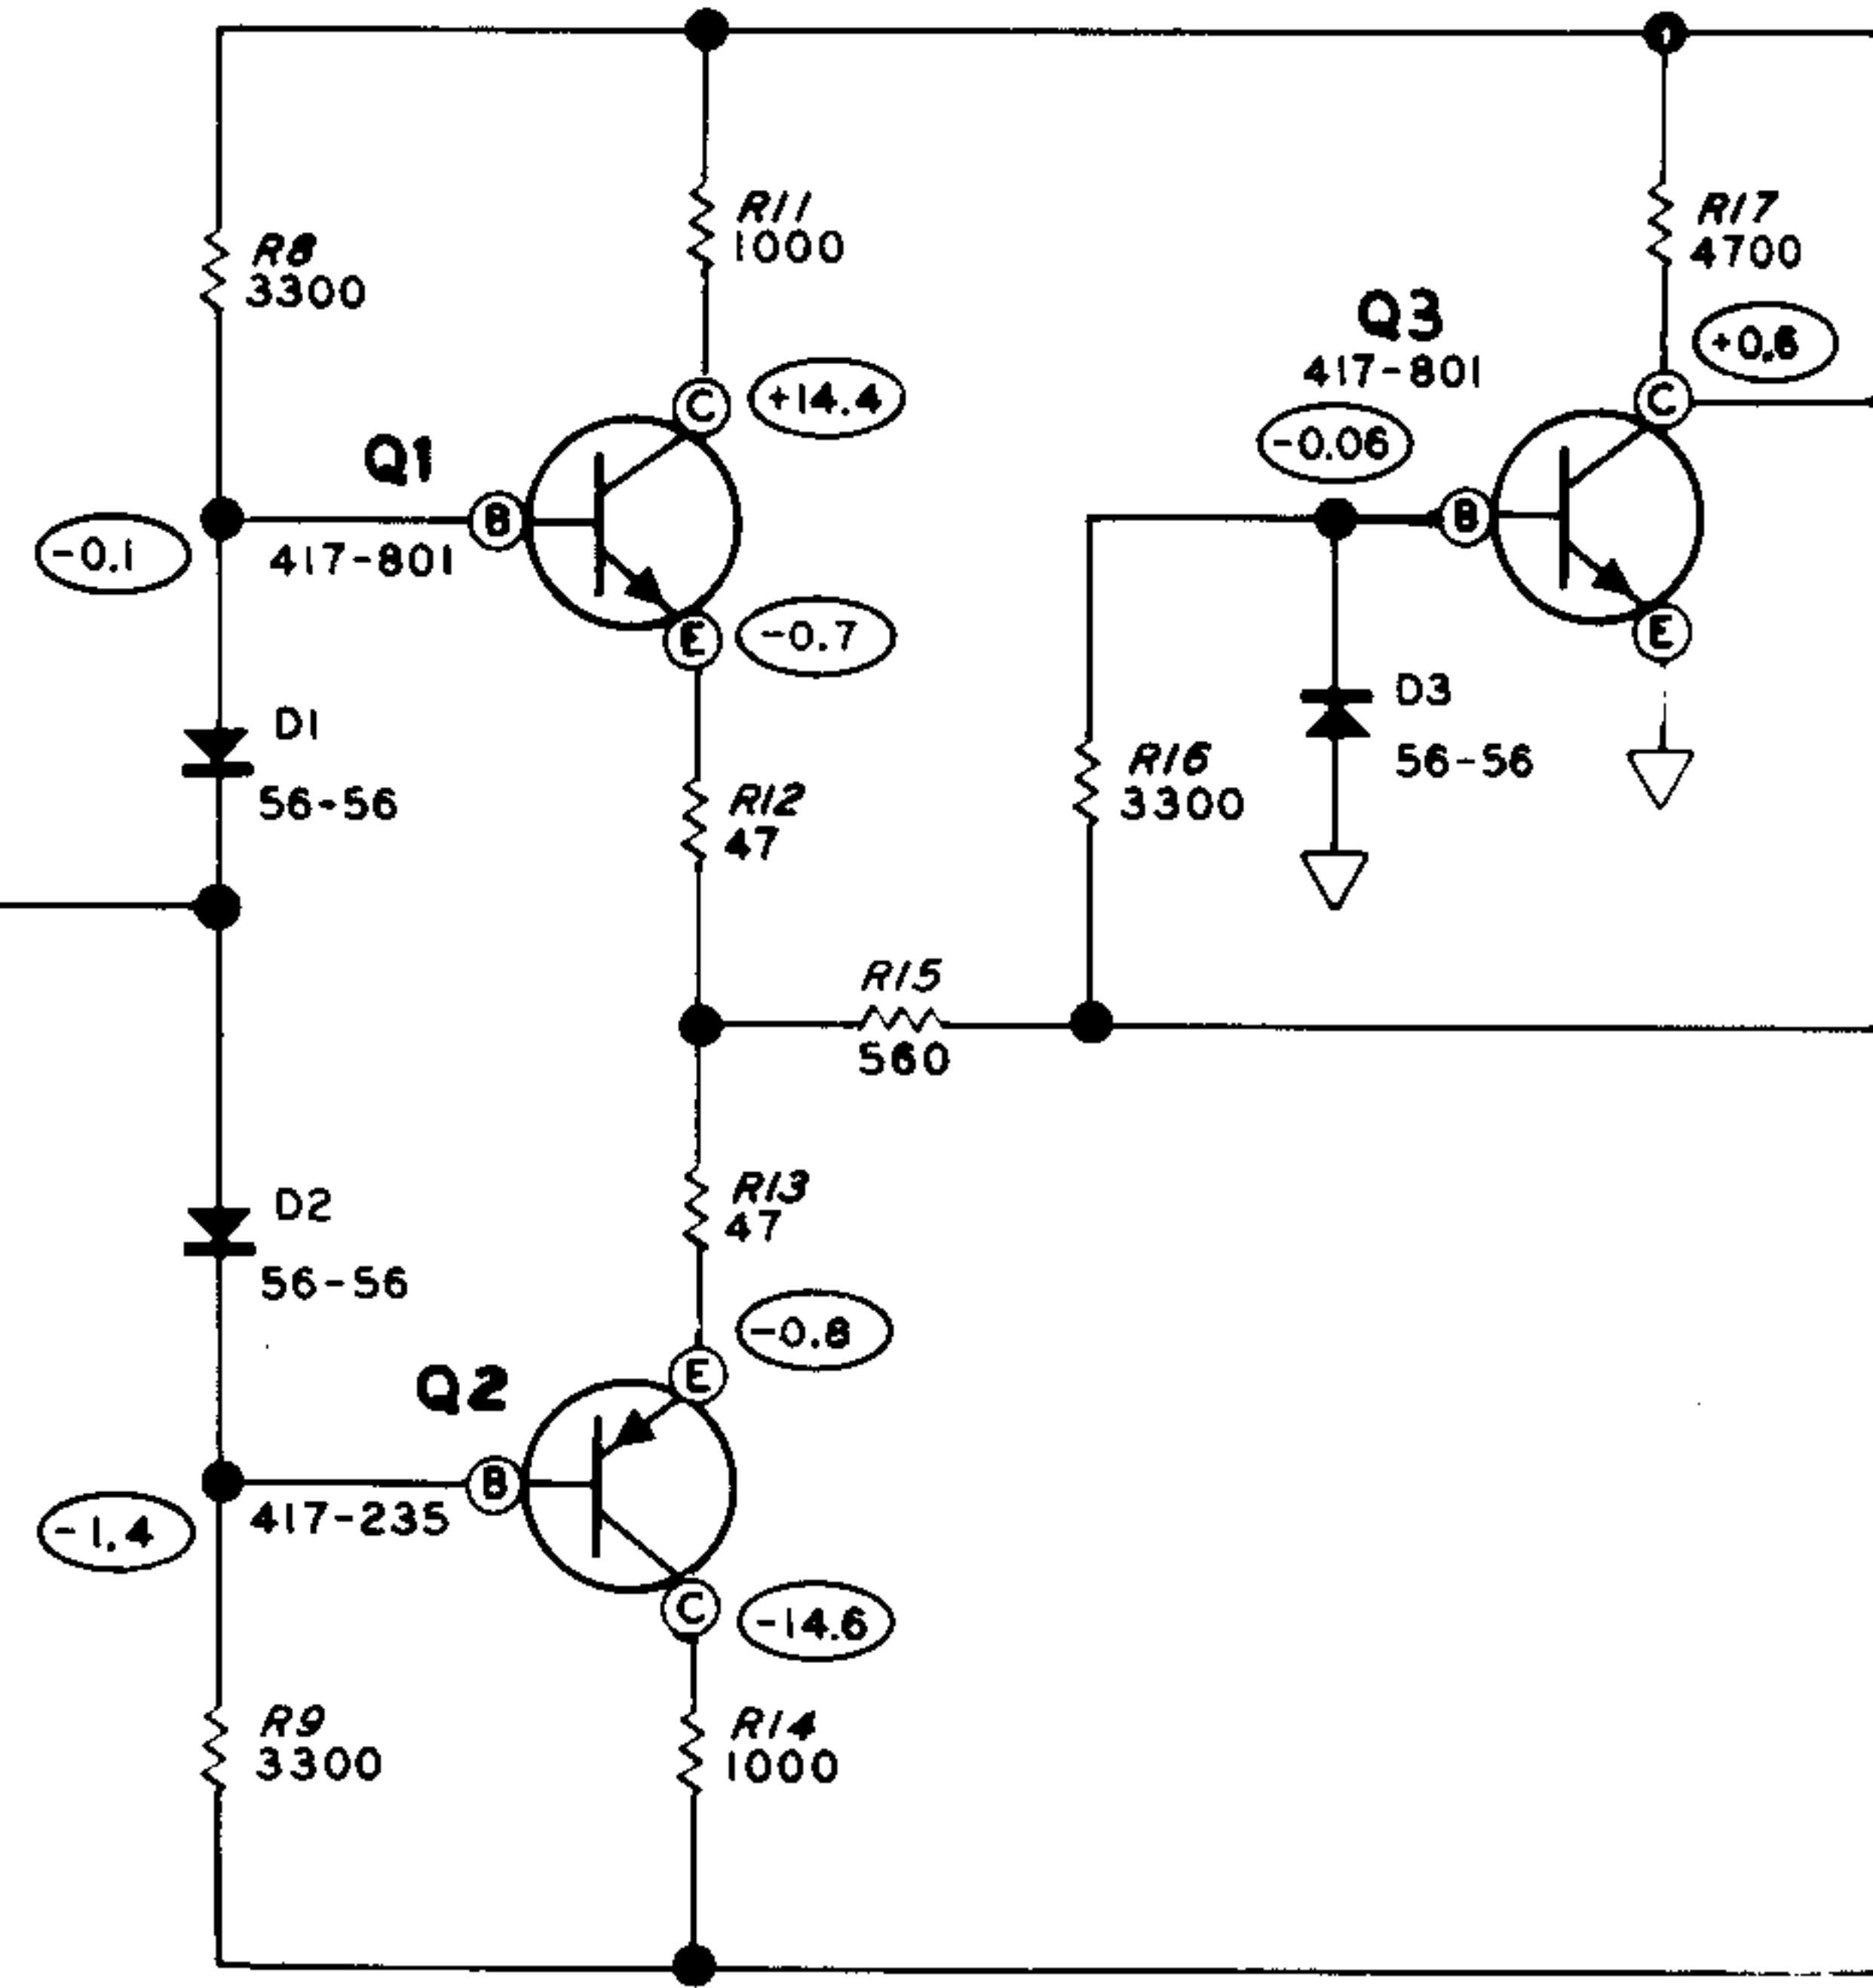 R11
1000
R17
4700
R8
3300
Q3
417-801
+0.6
+14.4
-0.06
C
C
Q1
B
B
-0.1
417-801
-0.7
E
E
D1
56-56
D3
56-56
R16
3300
R12
47
R15
560
R13
47
D2
56-56
-0.8
E
Q2
B
-1.4
417-235
C
-14.6
R9
3300
R14
1000